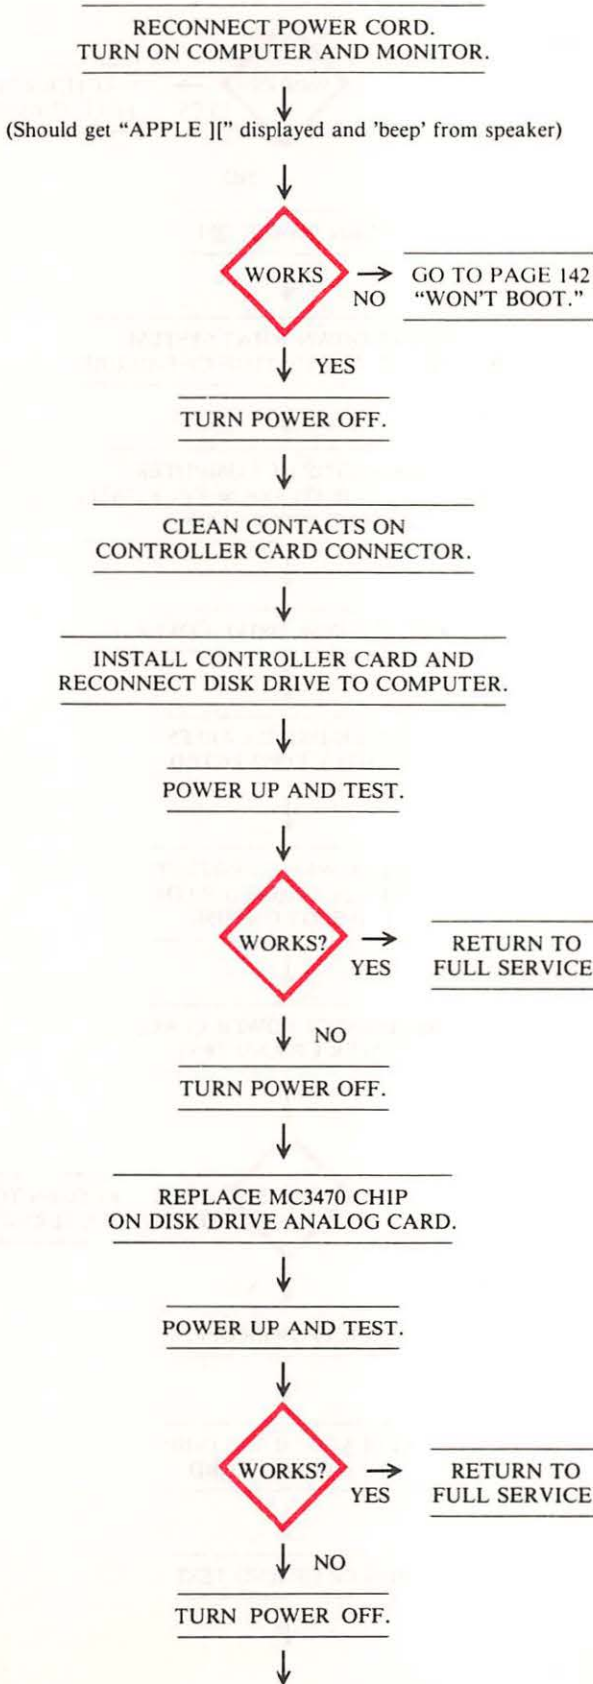 RECONNECT POWER CORD.
TURN ON COMPUTER AND MONITOR.
(Should get “APPLE ][” displayed and 'beep' from speaker)
WORKS
NO
GO TO PAGE 142
“WON'T BOOT.”
YES
TURN POWER OFF.
CLEAN CONTACTS ON
CONTROLLER CARD CONNECTOR.
INSTALL CONTROLLER CARD AND
RECONNECT DISK DRIVE TO COMPUTER.
POWER UP AND TEST.
WORKS?
YES
RETURN TO
FULL SERVICE
NO
TURN POWER OFF.
REPLACE MC3470 CHIP
ON DISK DRIVE ANALOG CARD.
POWER UP AND TEST.
WORKS?
YES
RETURN TO
FULL SERVICE
NO
TURN POWER OFF.